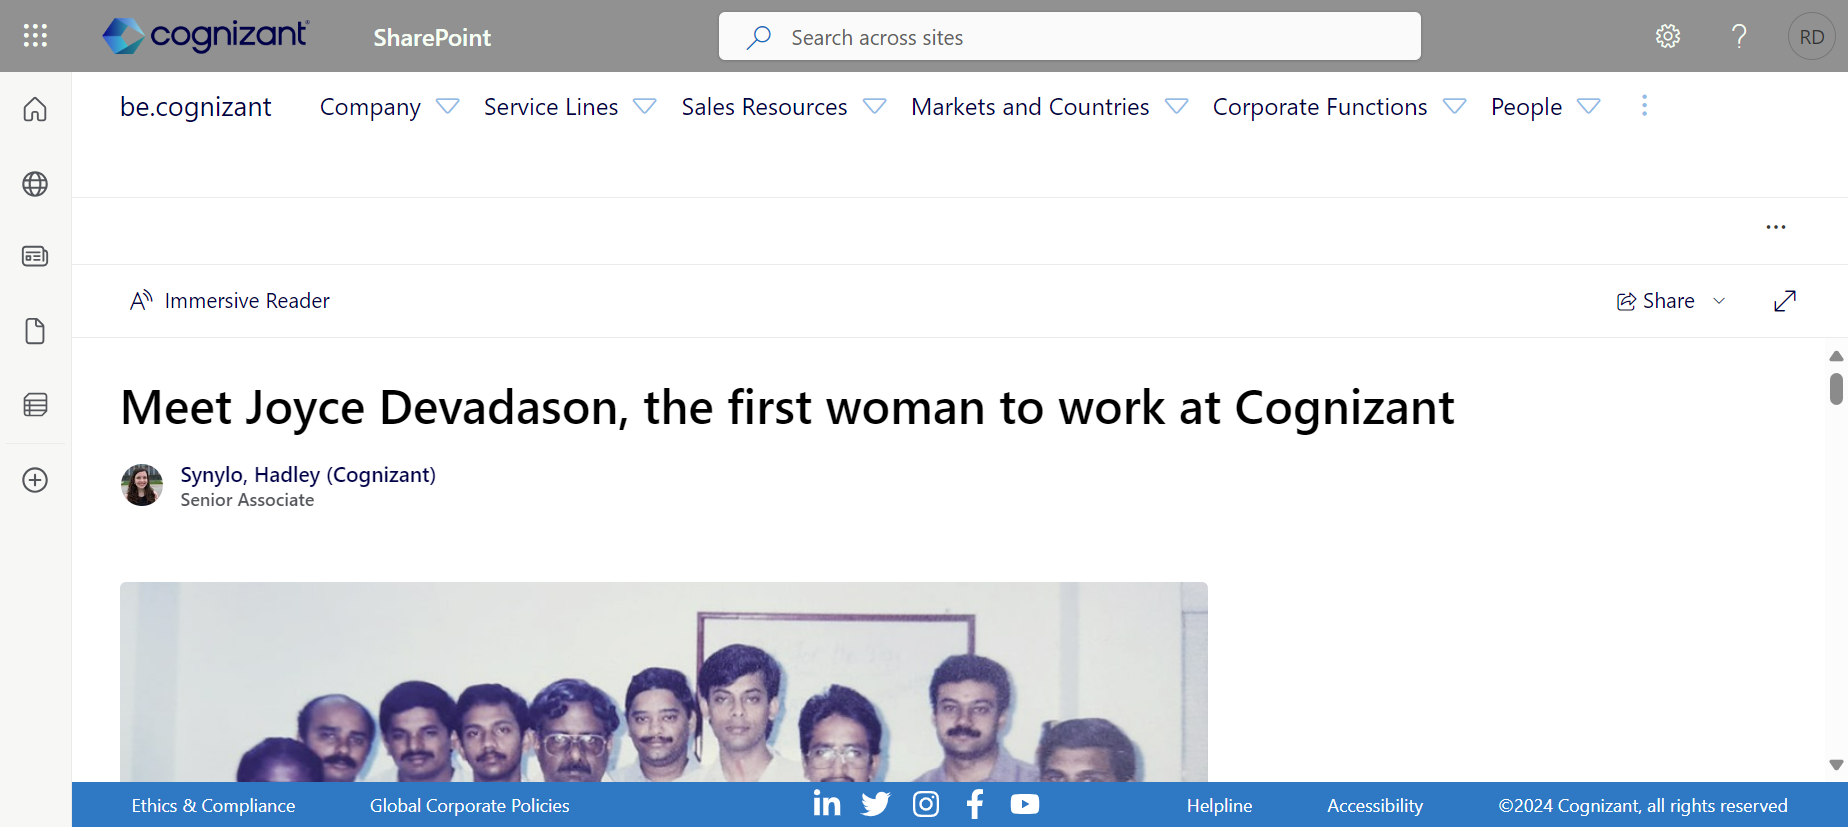 cognizant
SharePoint
Search across sites
RD
be.cognizant
Company
Service Lines
Sales Resources
Markets and Countries
Corporate Functions
People
Immersive Reader
Share
Meet Joyce Devadason, the first woman to work at Cognizant
Synylo, Hadley (Cognizant)
Senior Associate
Ethics & Compliance
Global Corporate Policies
Helpline
Accessibility
©2024 Cognizant, all rights reserved